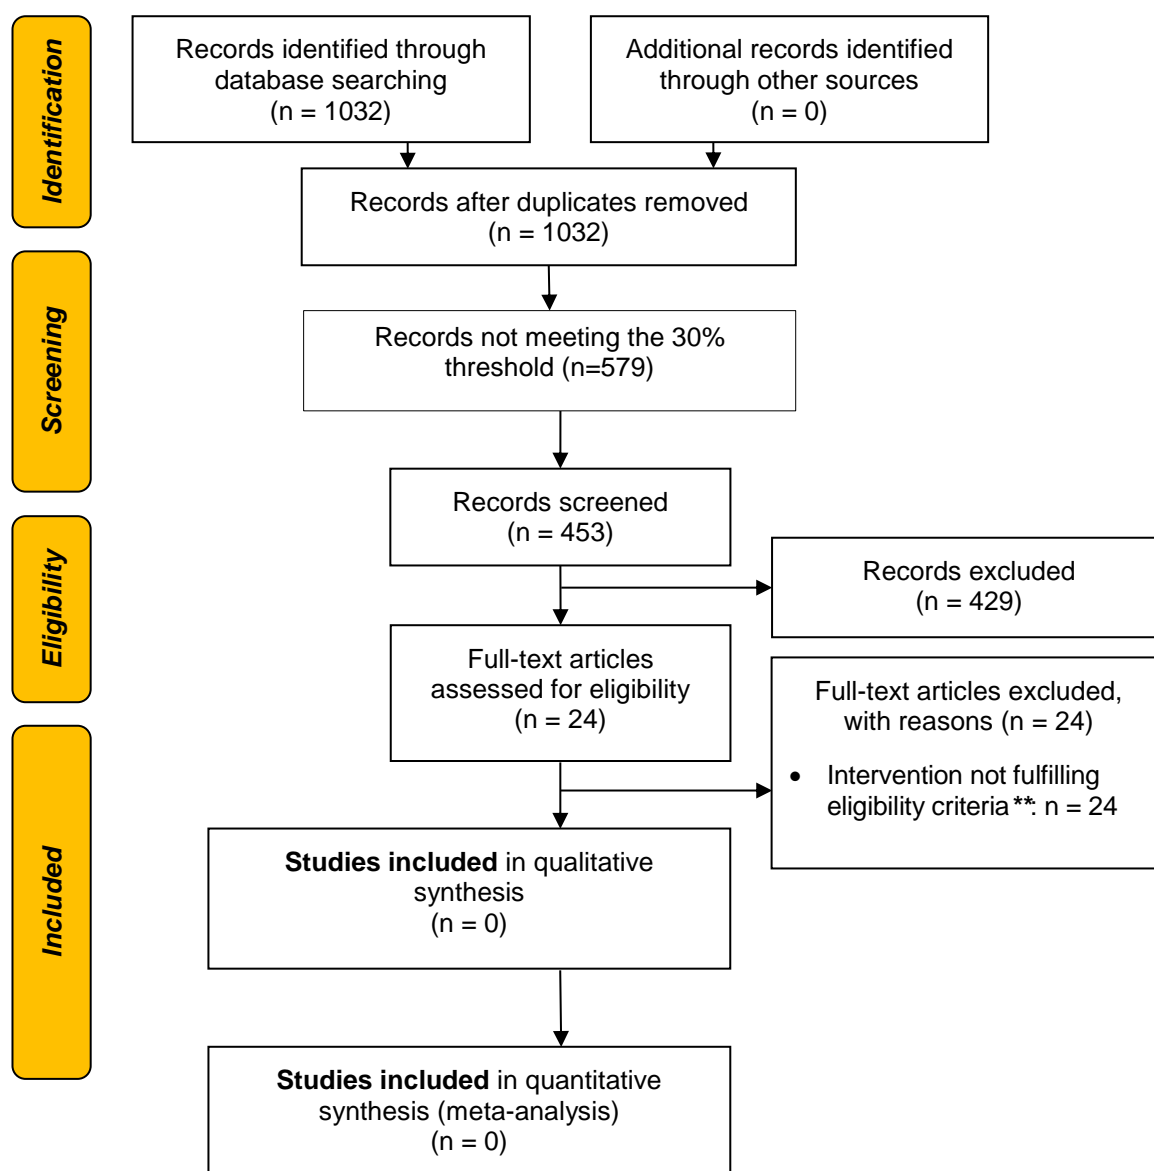 Identification
Records identified through
database searching
(n = 1032)
Additional records identified
through other sources
(n = 0)
Records after duplicates removed
(n = 1032)
Screening
Records not meeting the 30%
threshold (n=579)
Records screened
(n = 453)
Eligibility
Records excluded
(n = 429)
Full-text articles
assessed for eligibility
(n = 24)
Full-text articles excluded,
with reasons (n = 24)
• Intervention not fulfilling
eligibility criteria**: n = 24
Included
Studies included in qualitative
synthesis
(n = 0)
Studies included in quantitative
synthesis (meta-analysis)
(n = 0)